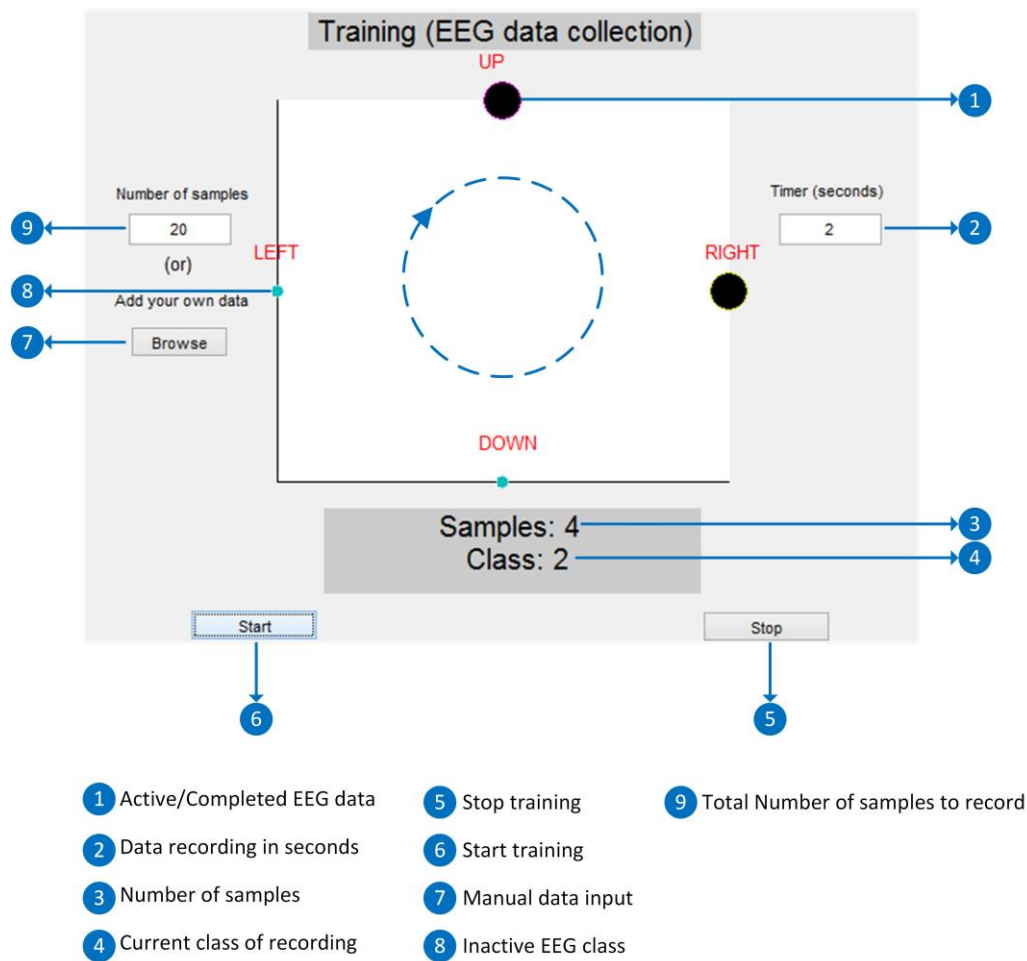 Training (EEG data collection)
UP
1
Number of samples
Timer (seconds)
9
20
2
2
LEFT
(or)
RIGHT
8
Add your own data
7
Browse
DOWN
Samples: 4
3
Class: 2
4
Start
Stop
6
5
1 Active/Completed EEG data
2 Data recording in seconds
3 Number of samples
4 Current class of recording
5 Stop training
6 Start training
7 Manual data input
8 Inactive EEG class
9 Total Number of samples to record